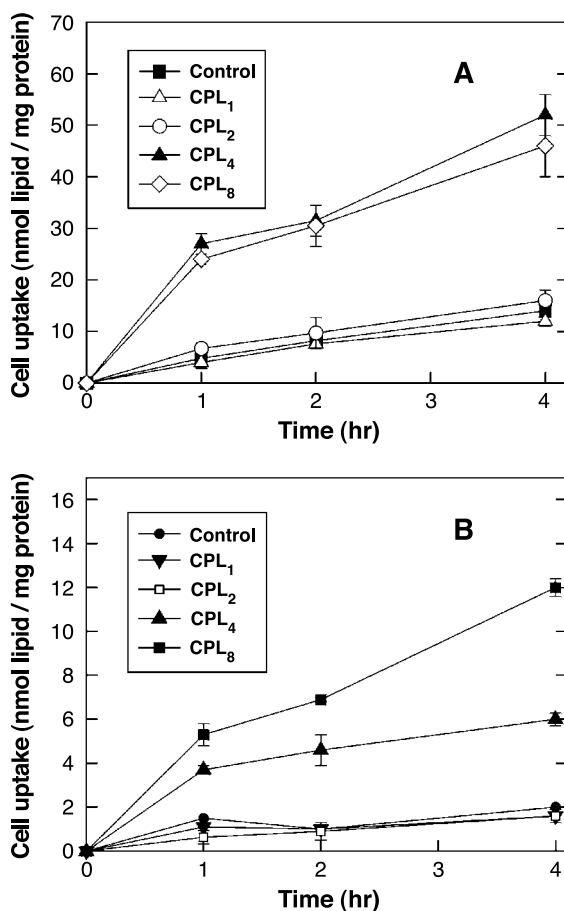 70
60
50
40
30
20
10
0
Cell uptake (nmol lipid / mg protein)
Control
CPL₁
CPL₂
CPL₄
CPL₈
A
0 1 2 3 4
Time (hr)
16
14
12
10
8
6
4
2
0
Cell uptake (nmol lipid / mg protein)
Control
CPL₁
CPL₂
CPL₄
CPL₈
B
0 1 2 3 4
Time (hr)